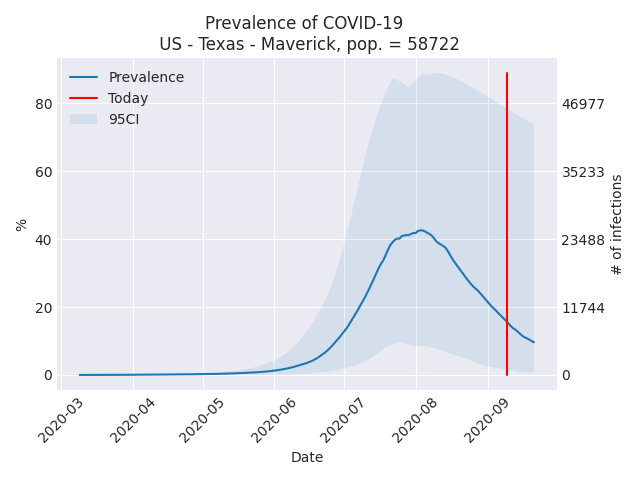 Prevalence of COVID-19
US - Texas - Maverick, pop. = 58722
Prevalence
Today
95CI
80
60
40
20
0
%
46977
35233
23488
11744
0
# of infections
2020-03
2020-04
2020-05
2020-06
2020-07
2020-08
2020-09
Date